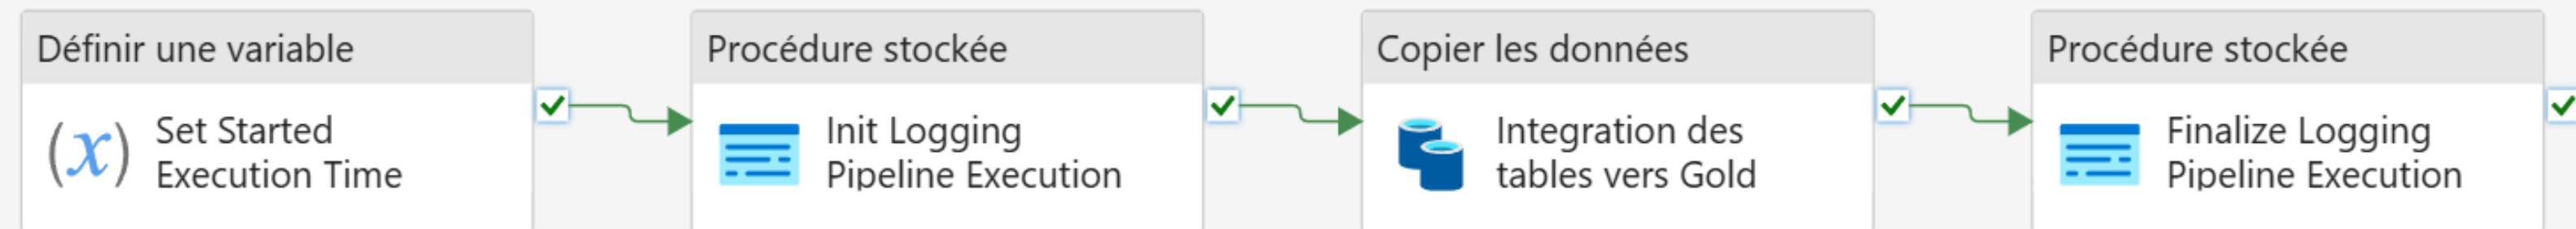 Définir une variable
(x)
Set Started
Execution Time
Procédure stockée
Init Logging
Pipeline Execution
Copier les données
Integration des
tables vers Gold
Procédure stockée
Finalize Logging
Pipeline Execution